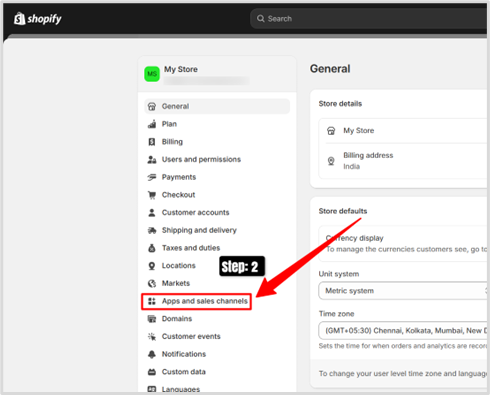 shopify
Search
MS
My Store
General
Plan
Billing
Users and permissions
Payments
Checkout
Customer accounts
Shipping and delivery
Taxes and duties
Locations
Step: 2
Markets
Apps and sales channels
Domains
Customer events
Notifications
Custom data
Languages
General
Store details
My Store
Billing address
India
Store defaults
Currency display
To manage the currencies customers see, go to
Unit system
Metric system
Time zone
(GMT+05:30) Chennai, Kolkata, Mumbai, New D
Sets the time for when orders and analytics are recor
To change your user level time zone and language